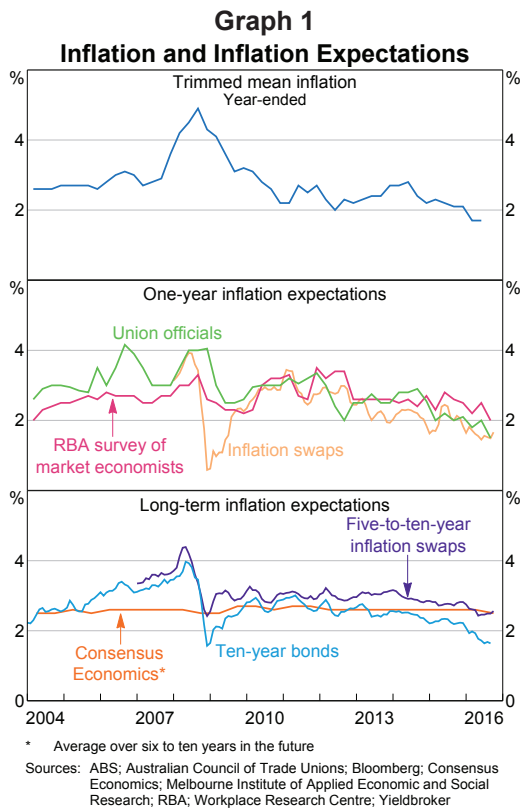 Graph 1
Inflation and Inflation Expectations
% %
Trimmed mean inflation
Year-ended
4 4
2 2
% %
One-year inflation expectations
Union officials
4 4
2 2
RBA survey of
market economists
Inflation swaps
% %
Long-term inflation expectations
Five-to-ten-year
inflation swaps
4 4
2 2
Consensus
Economics*
Ten-year bonds
0 0
2004 2007 2010 2013 2016
* Average over six to ten years in the future
Sources: ABS; Australian Council of Trade Unions; Bloomberg; Consensus
Economics; Melbourne Institute of Applied Economic and Social
Research; RBA; Workplace Research Centre; Yieldbroker